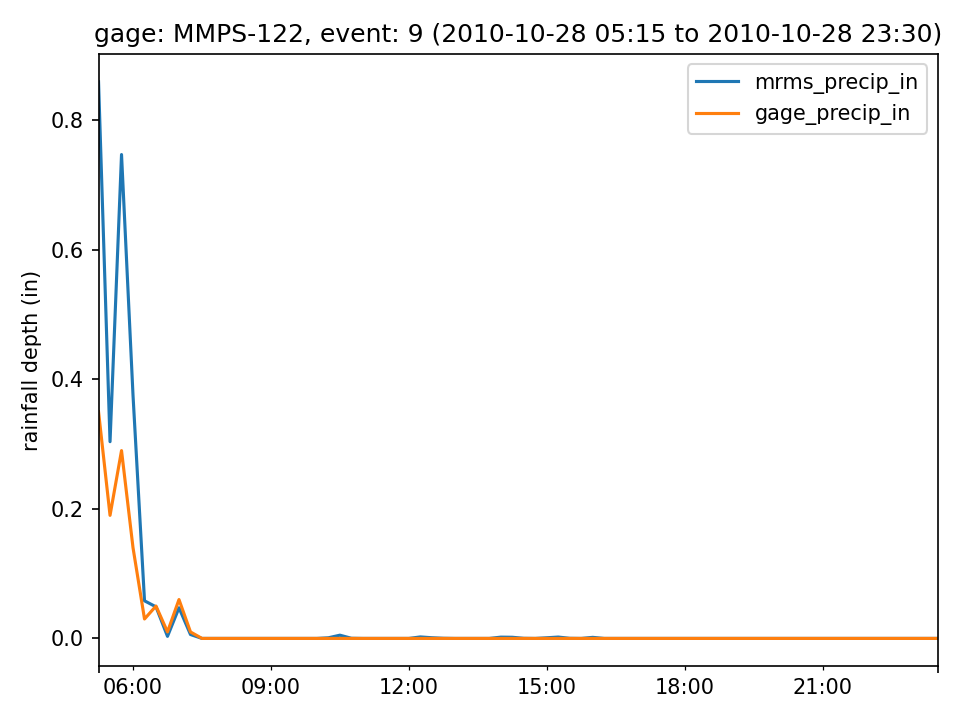 gage: MMPS-122, event: 9 (2010-10-28 05:15 to 2010-10-28 23:30)
mrms_precip_in
gage_precip_in
rainfall depth (in)
0.8
0.6
0.4
0.2
0.0
06:00 09:00 12:00 15:00 18:00 21:00